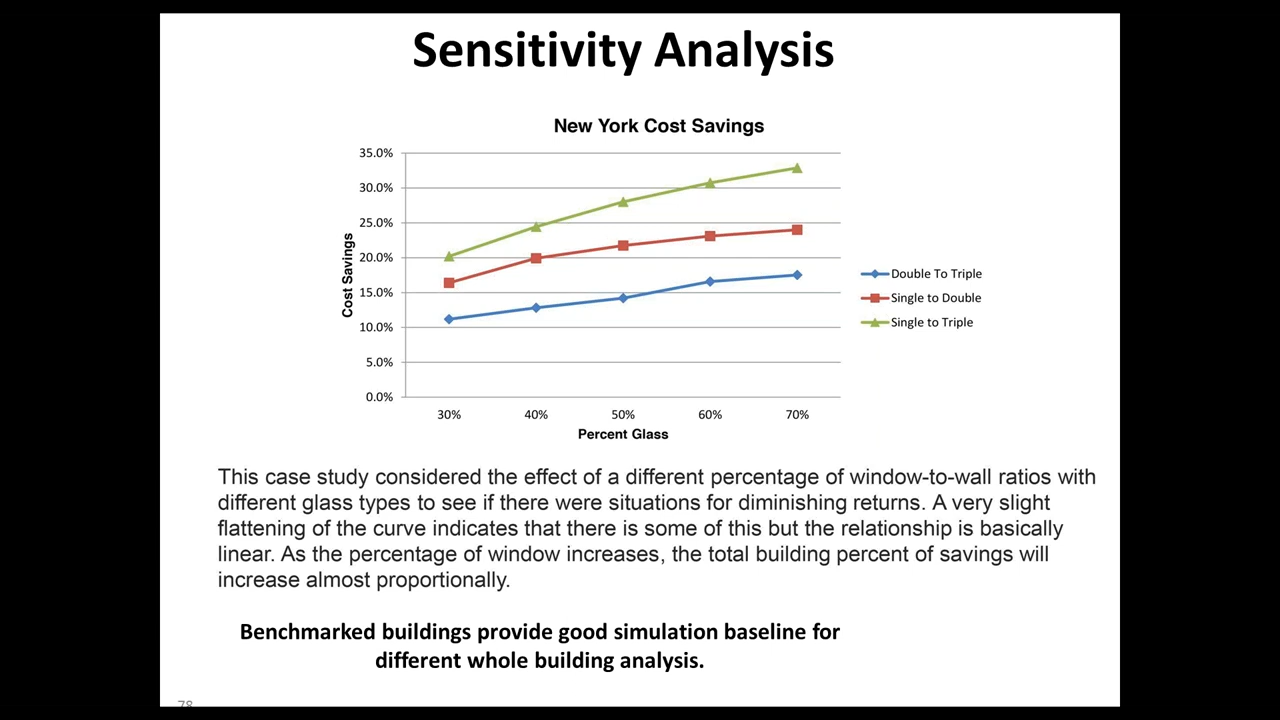 Sensitivity Analysis
New York Cost Savings
35.0%
30.0%
25.0%
20.0%
15.0%
10.0%
5.0%
0.0%
Cost Savings
30% 40% 50% 60% 70%
Percent Glass
Double To Triple
Single to Double
Single to Triple
This case study considered the effect of a different percentage of window-to-wall ratios with
different glass types to see if there were situations for diminishing returns. A very slight
flattening of the curve indicates that there is some of this but the relationship is basically
linear. As the percentage of window increases, the total building percent of savings will
increase almost proportionally.
Benchmarked buildings provide good simulation baseline for
different whole building analysis.
78